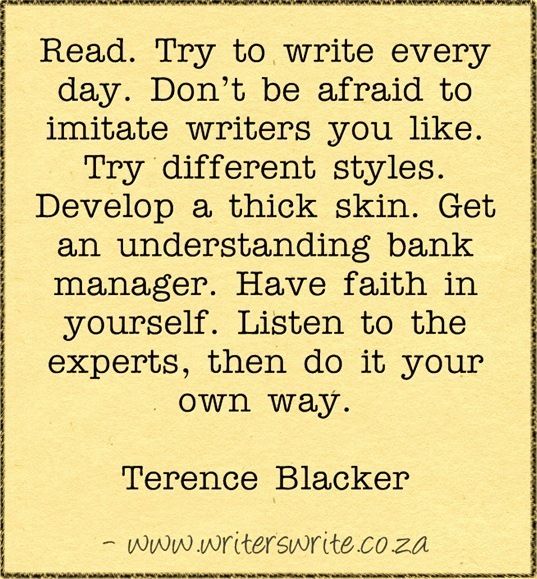 Read. Try to write every
day. Don't be afraid to
imitate writers you like.
Try different styles.
Develop a thick skin. Get
an understanding bank
manager. Have faith in
yourself. Listen to the
experts, then do it your
own way.
Terence Blacker
- www.writerswrite.co.za